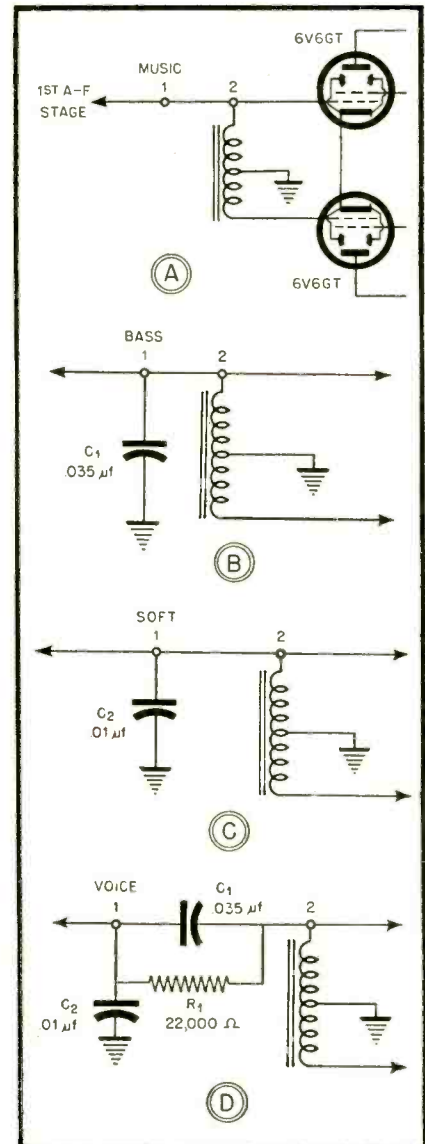 6V6GT
MUSIC
1ST A-F
STAGE
1 2
6V6GT
A
BASS
1 2
C1
.035 µf
B
SOFT
1 2
C2
.01 µf
C
VOICE
C1
.035 µf
1 2
C2
.01 µf
R1
22,000 Ω
D